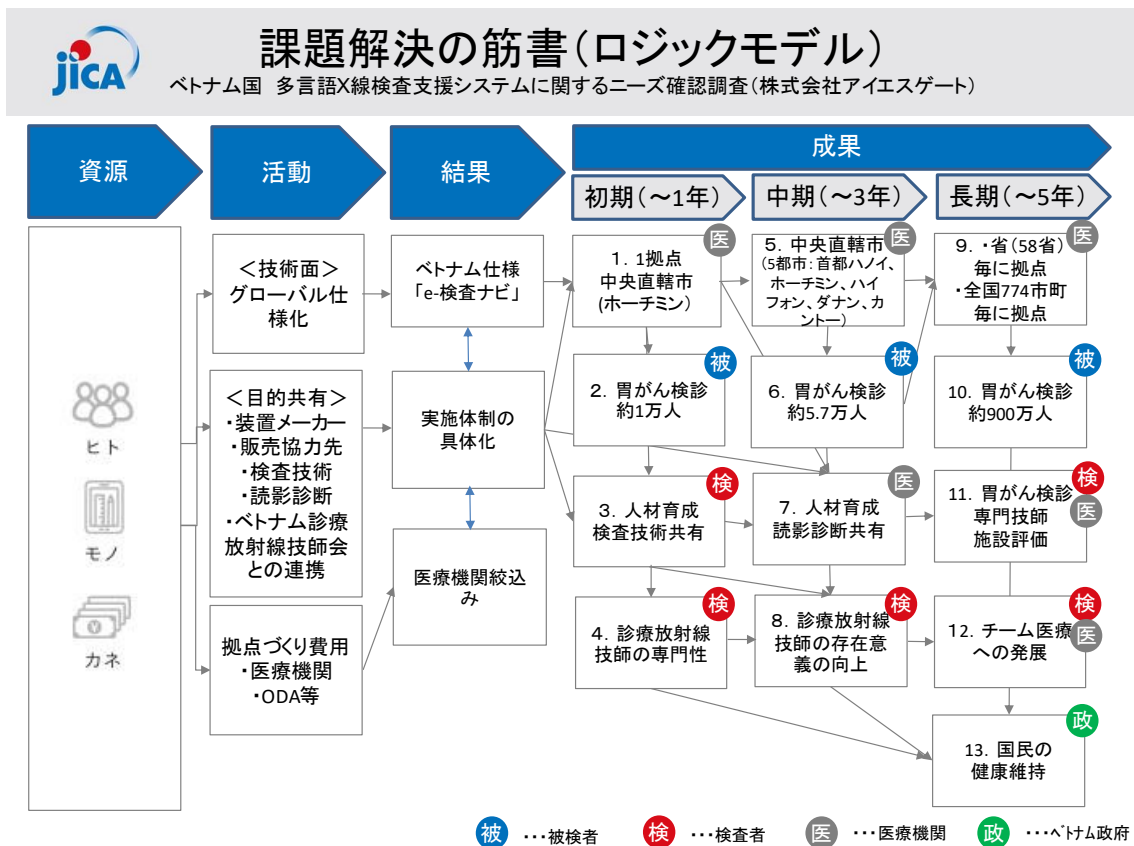 JICA
課題解決の筋書（ロジックモデル）
ベトナム国 多言語X線検査支援システムに関するニーズ確認調査（株式会社アイエスゲート）
資源
活動
結果
成果
初期（～1年）
中期（～3年）
長期（～5年）
ヒト
モノ
カネ
＜技術面＞
グローバル仕
様化
＜目的共有＞
・装置メーカー
・販売協力先
・検査技術
・読影診断
・ベトナム診療
放射線技師会
との連携
拠点づくり費用
・医療機関
・ODA等
ベトナム仕様
「e-検査ナビ」
実施体制の
具体化
医療機関絞込
み
医
1. 1拠点
中央直轄市
(ホーチミン）
被
2. 胃がん検診
約1万人
検
3. 人材育成
検査技術共有
検
4. 診療放射線
技師の専門性
医
5. 中央直轄市
（5都市：首都ハノイ、
ホーチミン、ハイ
フォン、ダナン、カ
ントー）
被
6. 胃がん検診
約5.7万人
医
7. 人材育成
読影診断共有
検
8. 診療放射線
技師の存在意
義の向上
医
9. ・省（58省）
毎に拠点
・全国774市町
毎に拠点
被
10. 胃がん検診
約900万人
検
医
11. 胃がん検診
専門技師
施設評価
検
医
12. チーム医療
への発展
政
13. 国民の
健康維持
被 ・・・被検者
検 ・・・検査者
医 ・・・医療機関
政 ・・・ベトナム政府